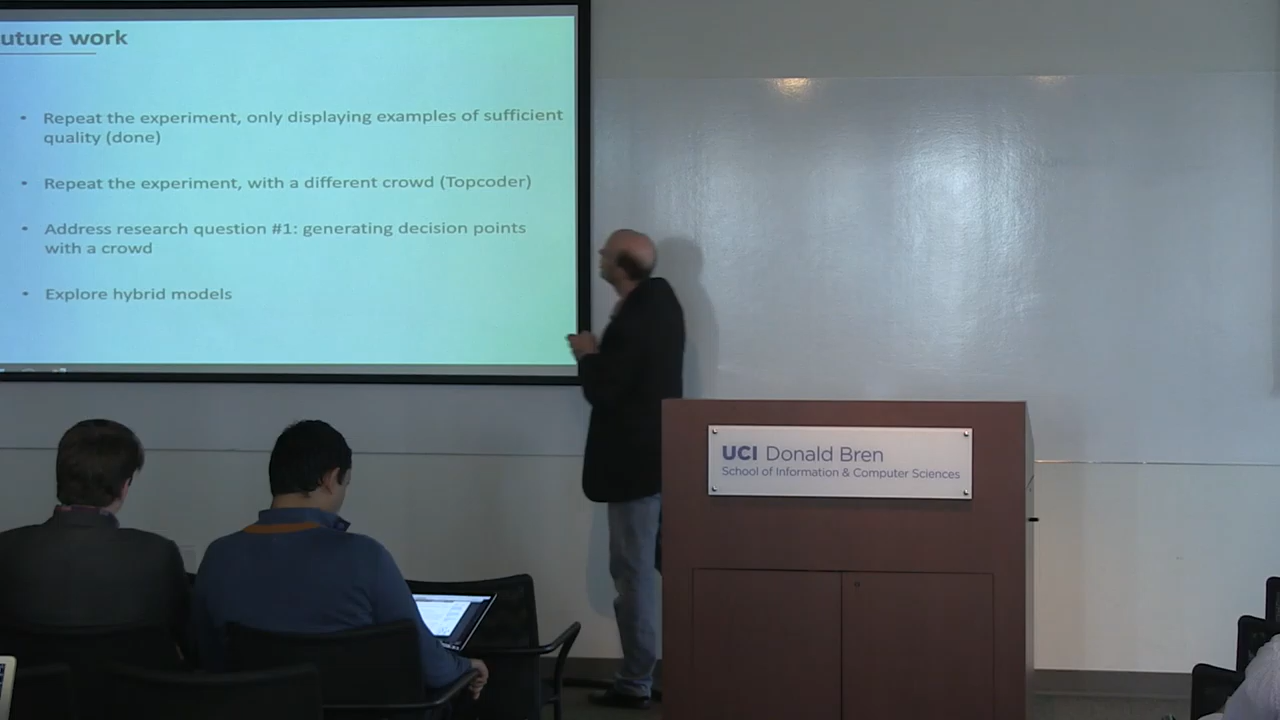 uture work
• Repeat the experiment, only displaying examples of sufficient
quality (done)
• Repeat the experiment, with a different crowd (Topcoder)
• Address research question #1: generating decision points
with a crowd
• Explore hybrid models
UCI Donald Bren
School of Information & Computer Sciences